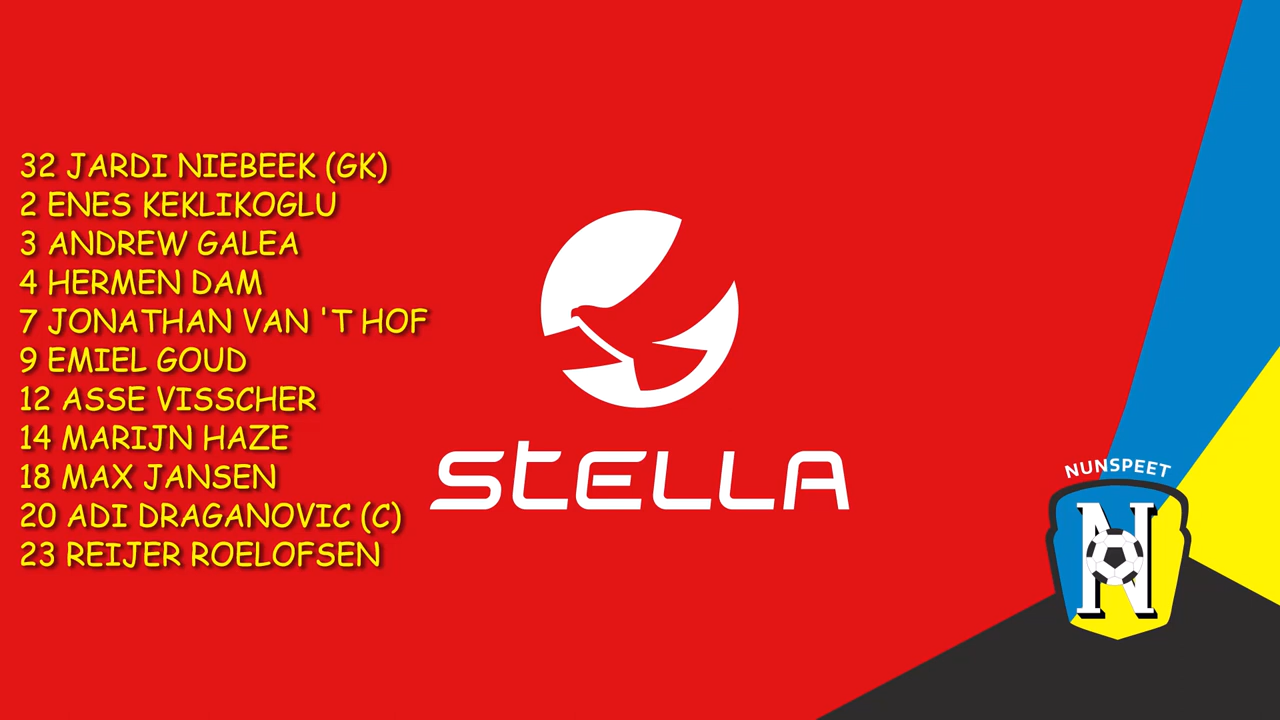 32 JARDI NIEBEEK (GK)
2 ENES KEKLIKOGLU
3 ANDREW GALEA
4 HERMEN DAM
7 JONATHAN VAN 'T HOF
9 EMIEL GOUD
12 ASSE VISSCHER
14 MARIJN HAZE
18 MAX JANSEN
20 ADI DRAGANOVIC (C)
23 REIJER ROELOFSEN
STELLA
NUNSPEET
N